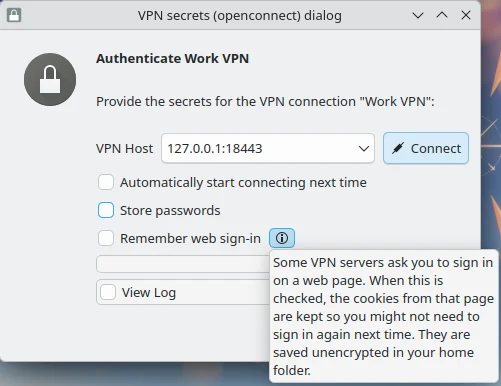 VPN secrets (openconnect) dialog
Authenticate Work VPN
Provide the secrets for the VPN connection "Work VPN":
VPN Host 127.0.0.1:18443 Connect
Automatically start connecting next time
Store passwords
Remember web sign-in
View Log
Some VPN servers ask you to sign in
on a web page. When this is
checked, the cookies from that page
are kept so you might not need to
sign in again next time. They are
saved unencrypted in your home
folder.